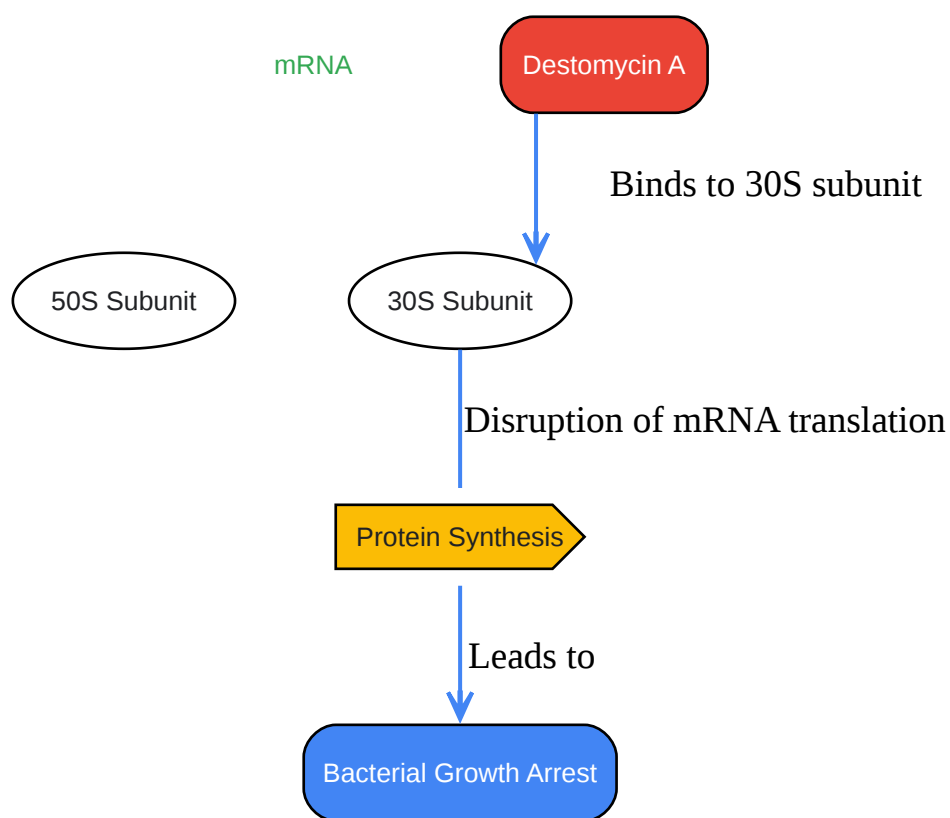 mRNA
Destomycin A
Binds to 30S subunit
50S Subunit
30S Subunit
Disruption of mRNA translation
Protein Synthesis
Leads to
Bacterial Growth Arrest